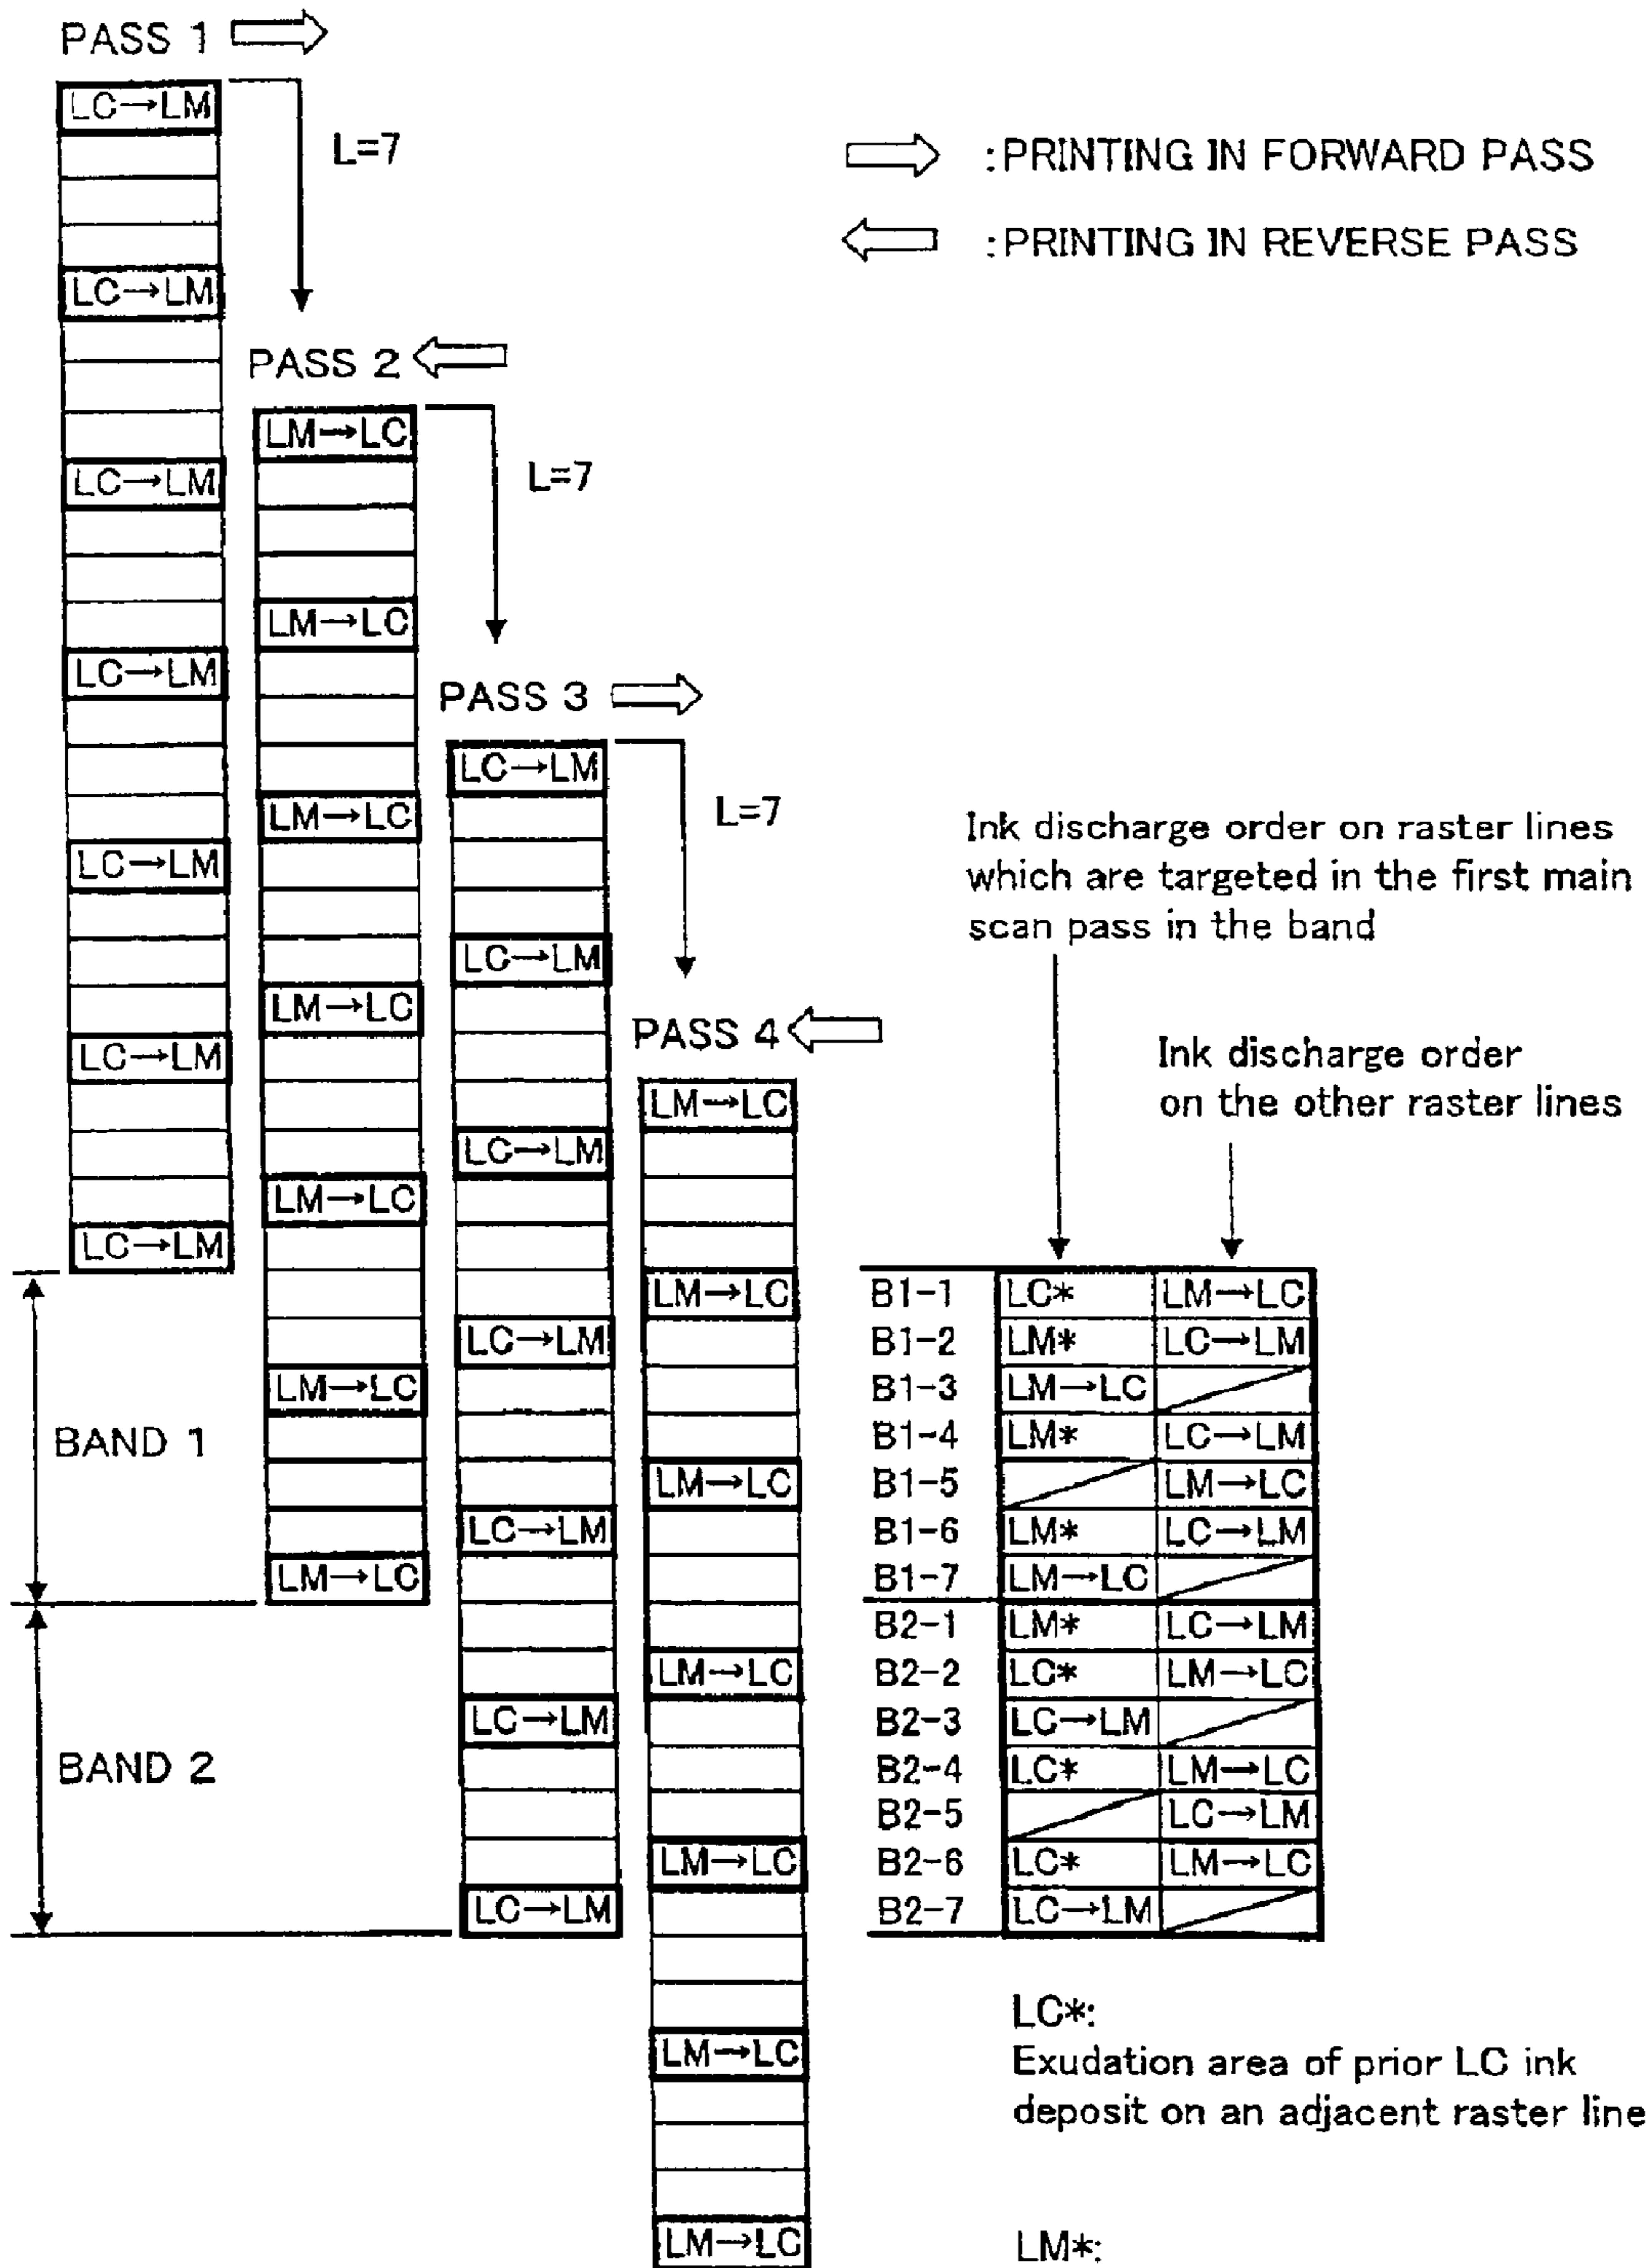 PASS 1
LC→LM
LC→LM
LC→LM
LC→LM
LC→LM
LC→LM
LC→LM
L=7
PASS 2
LM→LC
LM→LC
LM→LC
LM→LC
LM→LC
LM→LC
LM→LC
L=7
PASS 3
LC→LM
LC→LM
LC→LM
LC→LM
LC→LM
LC→LM
LC→LM
L=7
PASS 4
LM→LC
LM→LC
LM→LC
LM→LC
LM→LC
LM→LC
LM→LC
:PRINTING IN FORWARD PASS
:PRINTING IN REVERSE PASS
BAND 1
BAND 2
Ink discharge order on raster lines
which are targeted in the first main
scan pass in the band
Ink discharge order
on the other raster lines
B1-1 LC* LM→LC
B1-2 LM* LC→LM
B1-3 LM→LC
B1-4 LM* LC→LM
B1-5 LM→LC
B1-6 LM* LC→LM
B1-7 LM→LC
B2-1 LM* LC→LM
B2-2 LC* LM→LC
B2-3 LC→LM
B2-4 LC* LM→LC
B2-5 LC→LM
B2-6 LC* LM→LC
B2-7 LC→LM
LC*:
Exudation area of prior LC ink
deposit on an adjacent raster line
LM*: